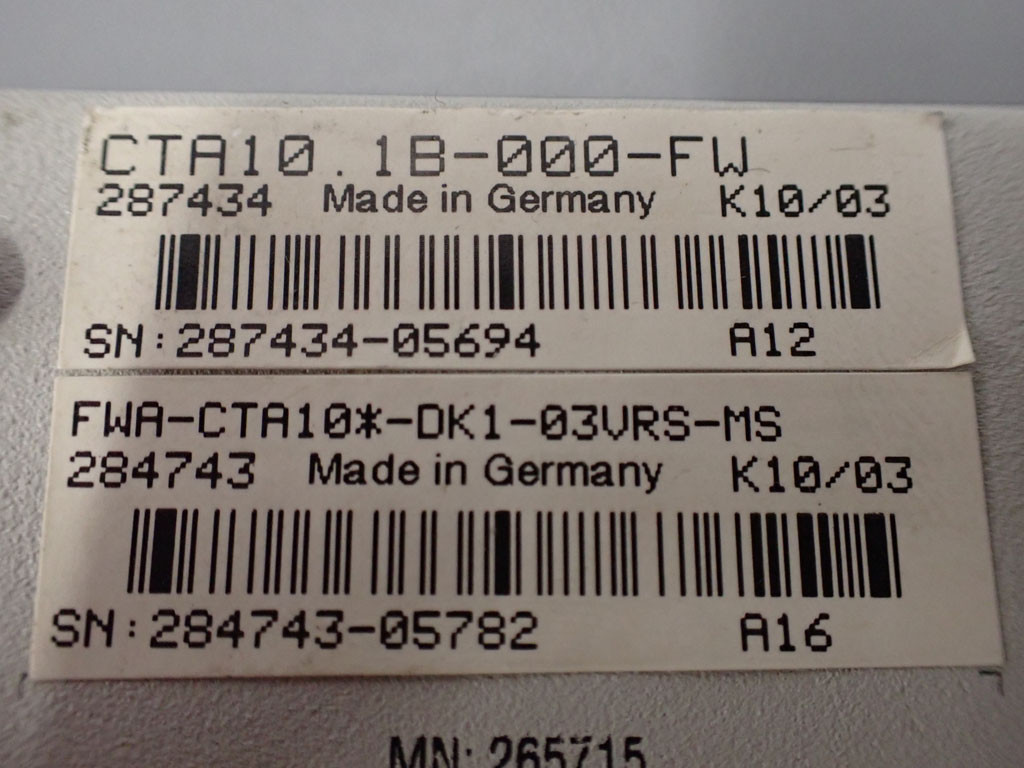 CTA10.1B-000-FW
287434 Made in Germany K10/03
SN:287434-05694 A12
FWA-CTA10*-DK1-03VRS-MS
284743 Made in Germany K10/03
SN:284743-05782 A16
MN: 265715